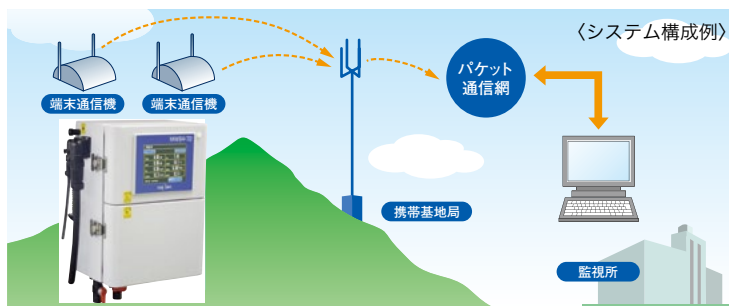 〈システム構成例〉
端末通信機
端末通信機
パケット
通信網
携帯基地局
監視所